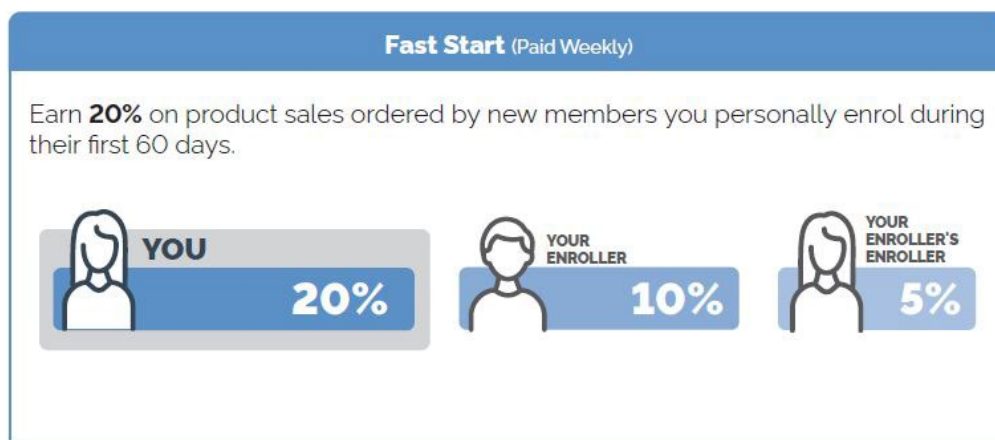 Fast Start (Paid Weekly)
Earn 20% on product sales ordered by new members you personally enrol during
their first 60 days.
YOU
20%
YOUR
ENROLLER
10%
YOUR
ENROLLER'S
ENROLLER
5%